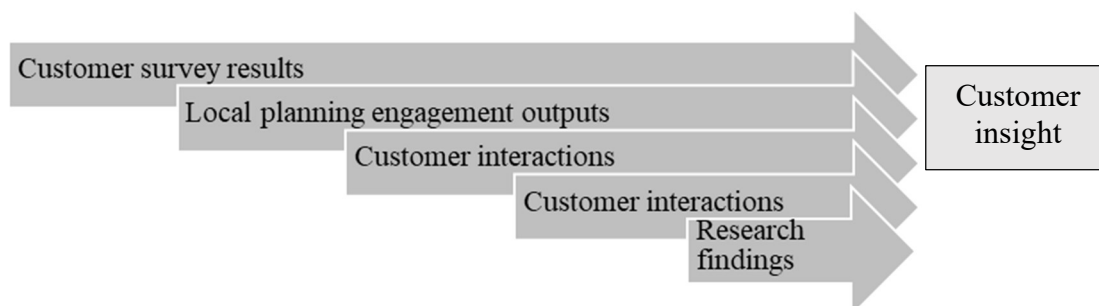 Customer survey results
Local planning engagement outputs
Customer interactions
Customer interactions
Research
findings
Customer
insight